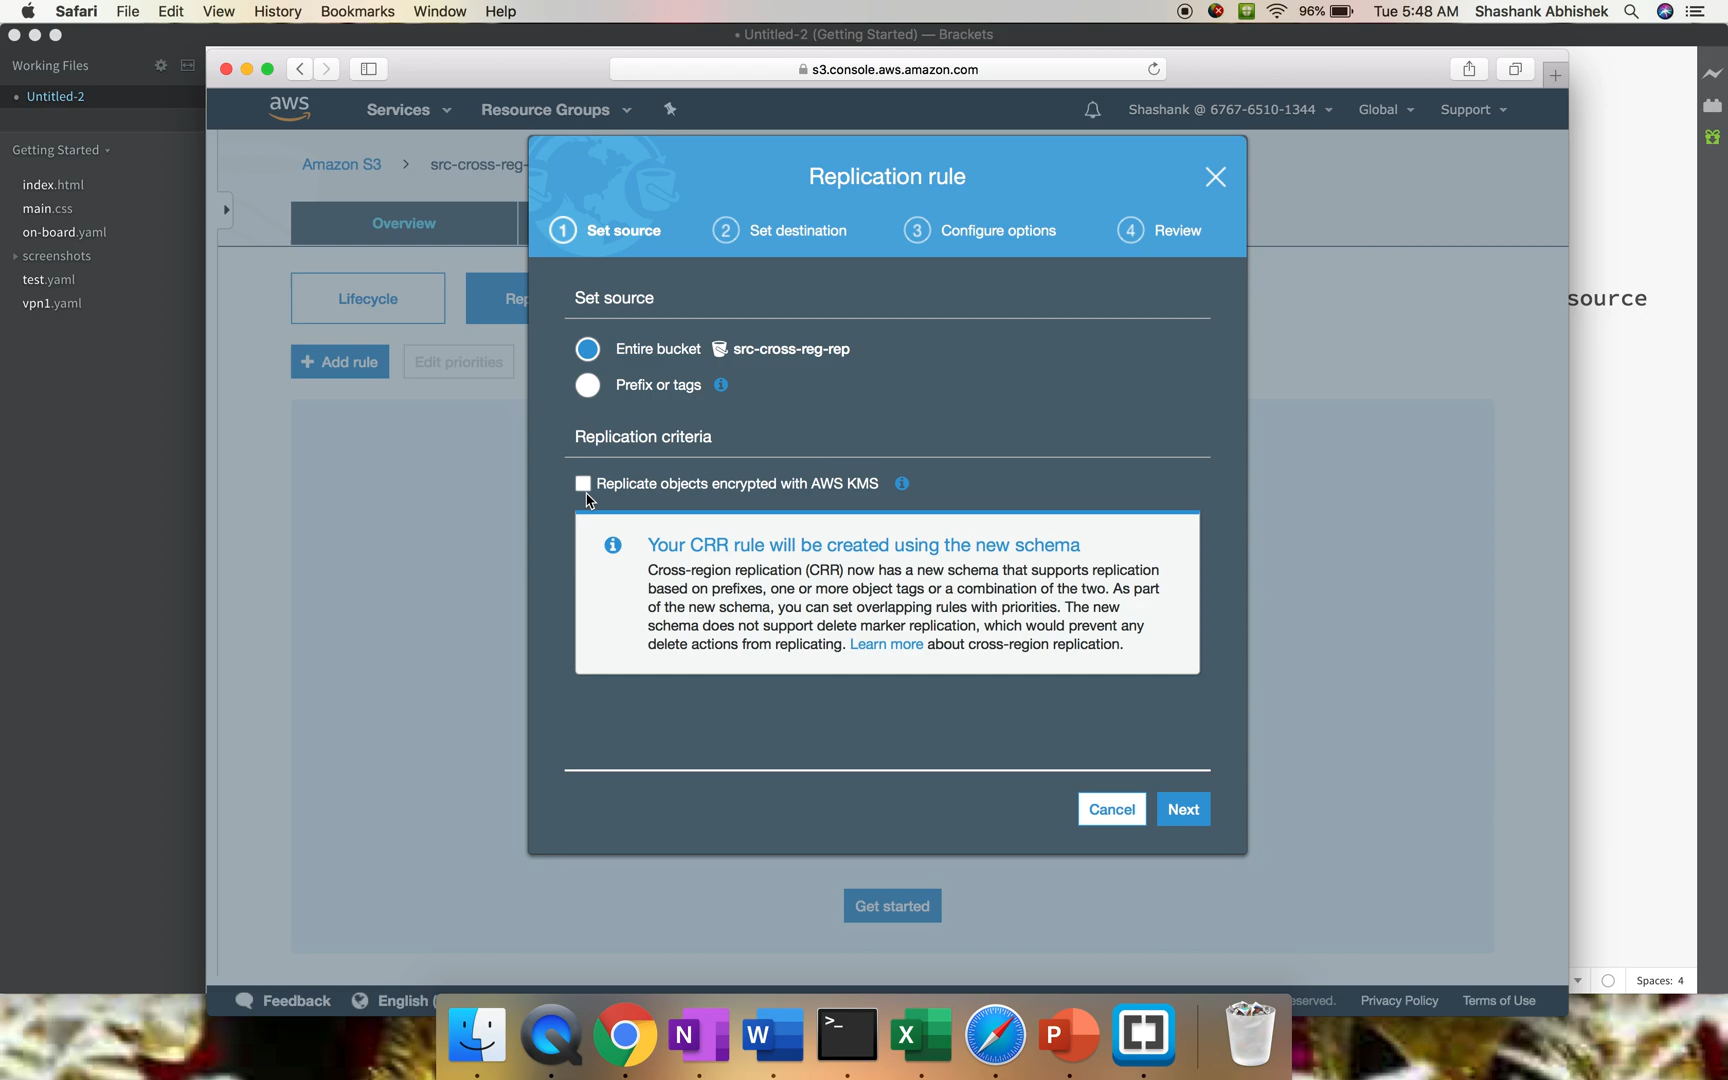 Safari File Edit View History Bookmarks Window Help 96% Tue 5:48 AM Shashank Abhishek
• Untitled-2 (Getting Started) — Brackets
Working Files
• Untitled-2
Getting Started
index.html
main.css
on-board.yaml
screenshots
test.yaml
vpn1.yaml
s3.console.aws.amazon.com
aws Services Resource Groups Shashank @ 6767-6510-1344 Global Support
Amazon S3 > src-cross-reg-
Overview
Lifecycle Rep
+ Add rule Edit priorities
Replication rule
1 Set source 2 Set destination 3 Configure options 4 Review
Set source
Entire bucket src-cross-reg-rep
Prefix or tags
Replication criteria
Replicate objects encrypted with AWS KMS
Your CRR rule will be created using the new schema
Cross-region replication (CRR) now has a new schema that supports replication
based on prefixes, one or more object tags or a combination of the two. As part
of the new schema, you can set overlapping rules with priorities. The new
schema does not support delete marker replication, which would prevent any
delete actions from replicating. Learn more about cross-region replication.
Cancel Next
Get started
source
Spaces: 4
Feedback English ( eserved. Privacy Policy Terms of Use
N W >_ X P